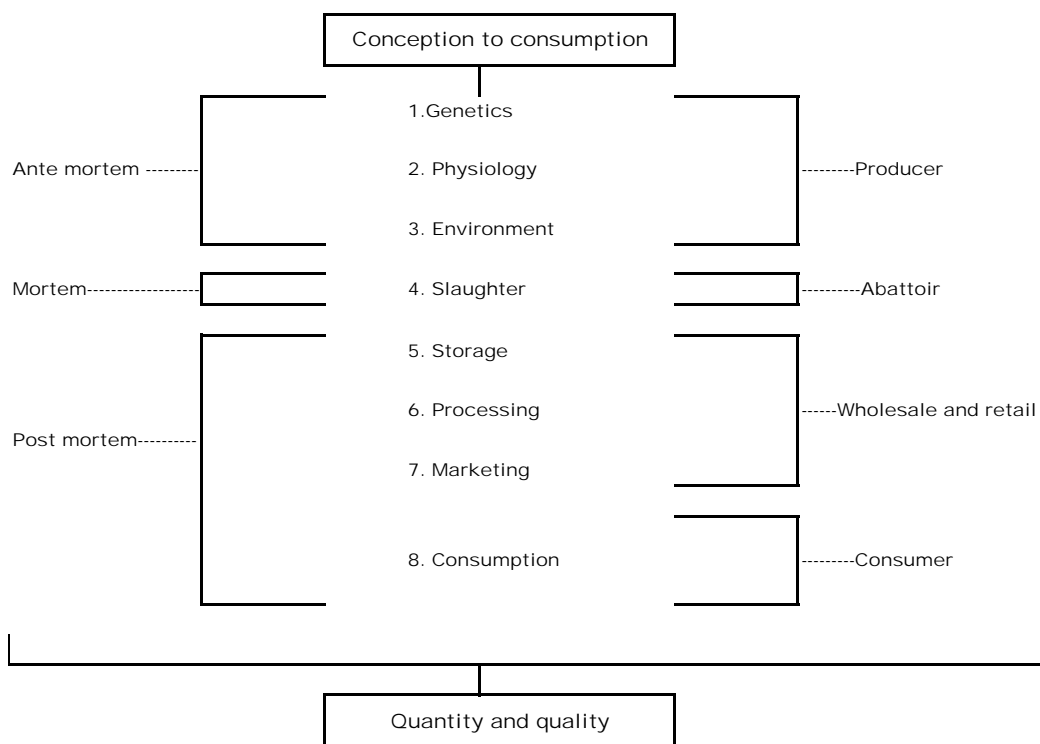 Conception to consumption
1.Genetics
Ante mortem ---------
2. Physiology
---------Producer
3. Environment
Mortem-------------------
4. Slaughter
----------Abattoir
5. Storage
6. Processing
------Wholesale and retail
Post mortem----------
7. Marketing
8. Consumption
---------Consumer
Quantity and quality